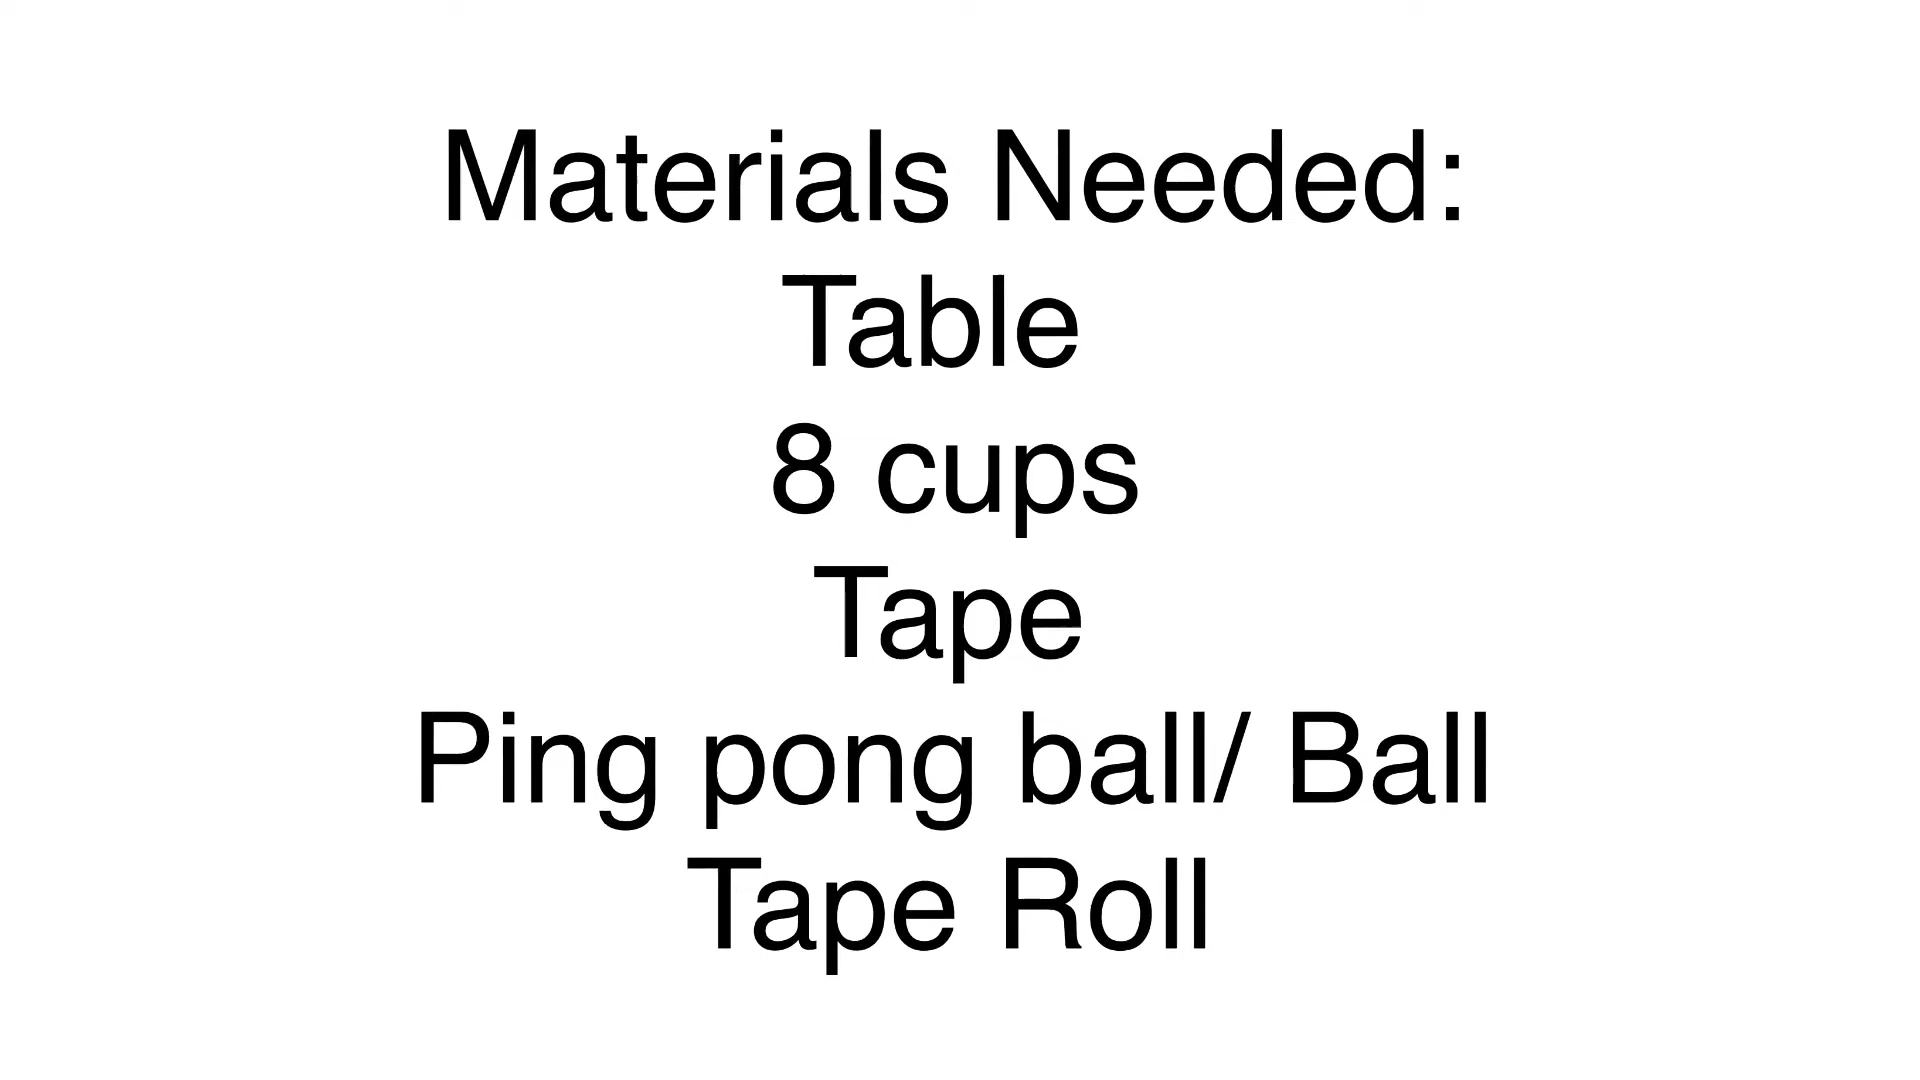 Materials Needed:
Table
8 cups
Tape
Ping pong ball/ Ball
Tape Roll